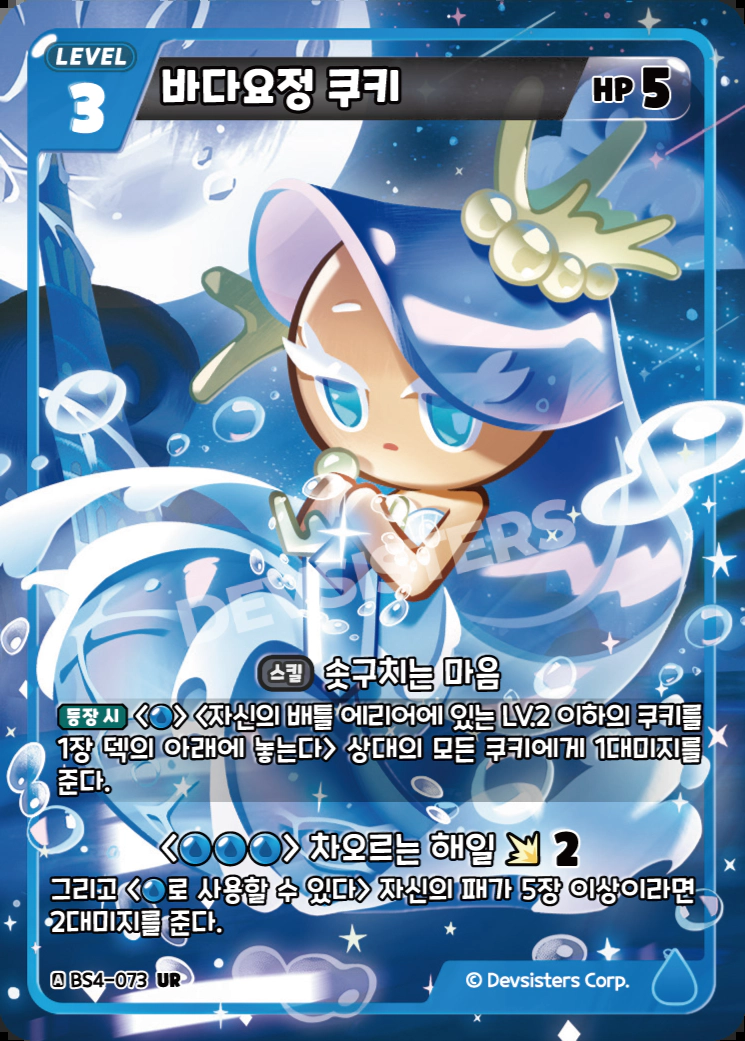 LEVEL
3
바다요정 쿠키
HP 5
DEVSISTERS
스킬 솟구치는 마음
등장 시 <> <자신의 배틀 에리어에 있는 LV.2 이하의 쿠키를
1장 덱의 아래에 놓는다> 상대의 모든 쿠키에게 1대미지를
준다.
<> 차오르는 해일 2
그리고 <로 사용할 수 있다> 자신의 패가 5장 이상이라면
2대미지를 준다.
A BS4-073 UR
© Devsisters Corp.